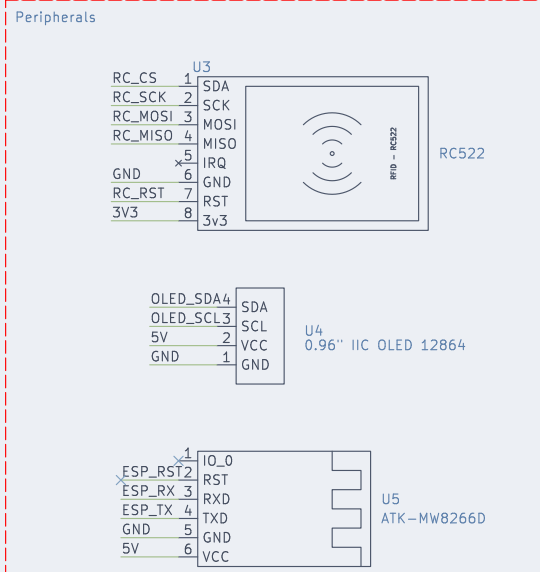 Peripherals
U3
RC_CS 1 SDA
RC_SCK 2 SCK
RC_MOSI 3 MOSI
RC_MISO 4 MISO
5 IRQ
GND 6 GND
RC_RST 7 RST
3V3 8 3v3
RFID - RC522
RC522
OLED_SDA 4 SDA
OLED_SCL 3 SCL
5V 2 VCC
GND 1 GND
U4
0.96'' IIC OLED 12864
1 IO_0
ESP_RST 2 RST
ESP_RX 3 RXD
ESP_TX 4 TXD
GND 5 GND
5V 6 VCC
U5
ATK-MW8266D